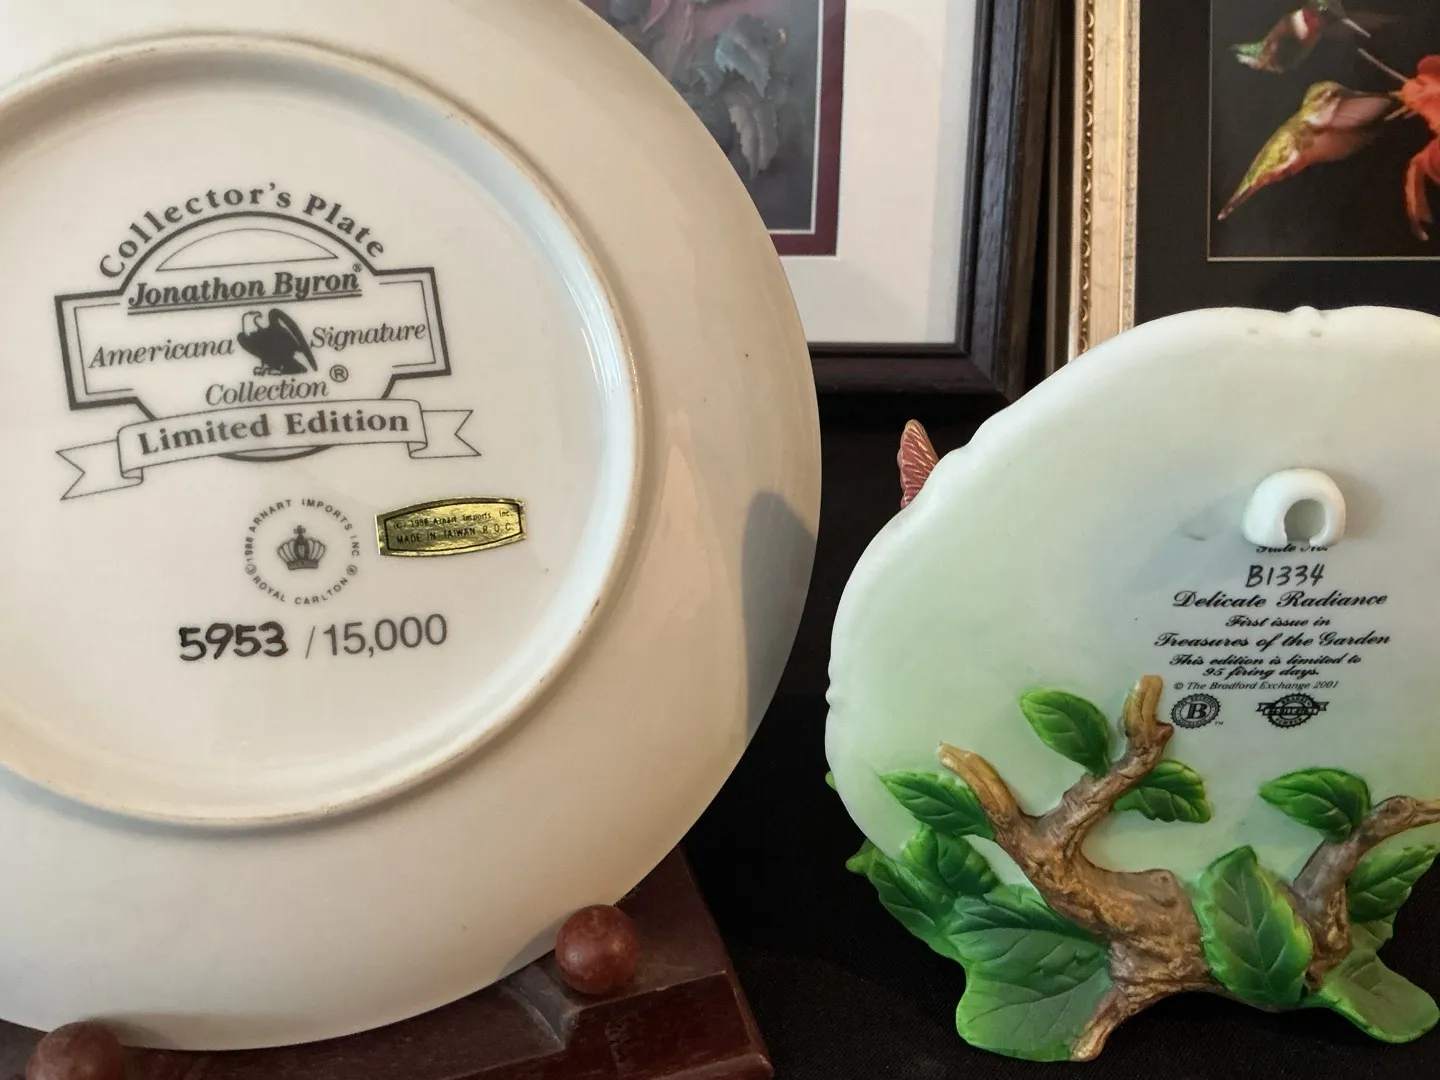 Collector's Plate
Jonathon Byron®
Americana Signature
Collection®
Limited Edition
©1988 ARNART IMPORTS INC ®
ROYAL CARLTON
(C) 1988 Arnart Imports, Inc.
MADE IN TAIWAN R.O.C.
5953 / 15,000
B1334
Delicate Radiance
First issue in
Treasures of the Garden
This edition is limited to
95 firing days.
© The Bradford Exchange 2001
B™